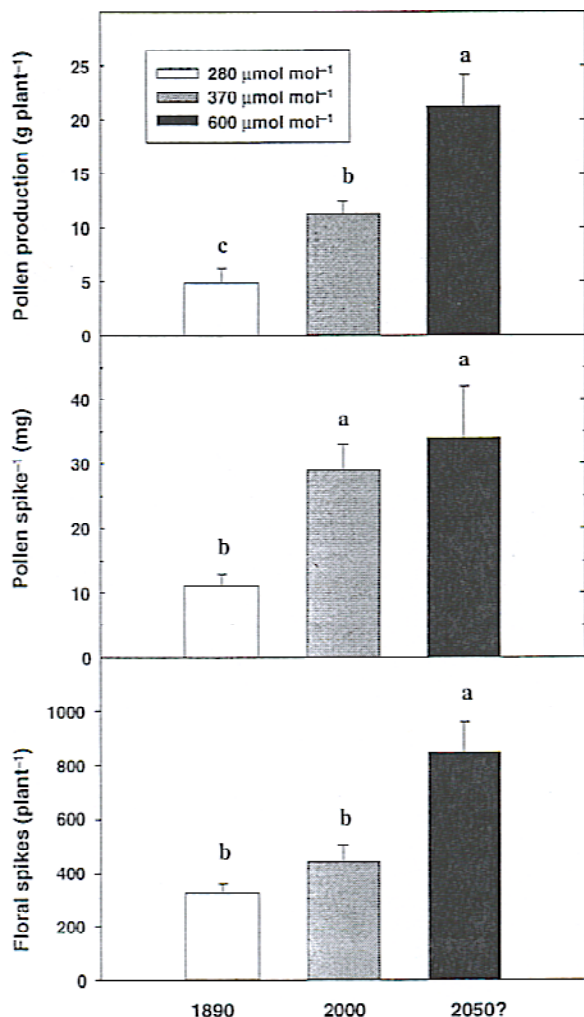 Pollen production (g plant⁻¹)
25
20
15
10
5
0
280 µmol mol⁻¹
370 µmol mol⁻¹
600 µmol mol⁻¹
c
b
a
Pollen spike⁻¹ (mg)
40
30
20
10
0
b
a
a
Floral spikes (plant⁻¹)
1000
800
600
400
200
0
b
b
a
1890 2000 2050?